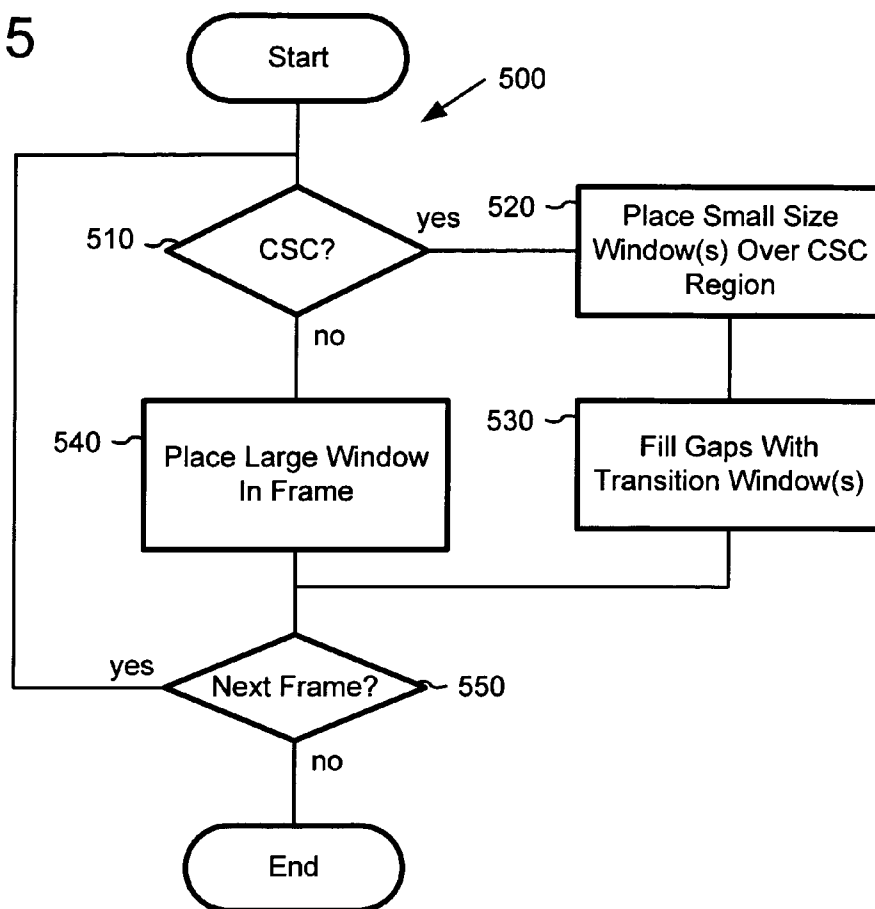 5
Start
500
510
CSC?
yes
no
520
Place Small Size
Window(s) Over CSC
Region
540
Place Large Window
In Frame
530
Fill Gaps With
Transition Window(s)
yes
Next Frame?
550
no
End